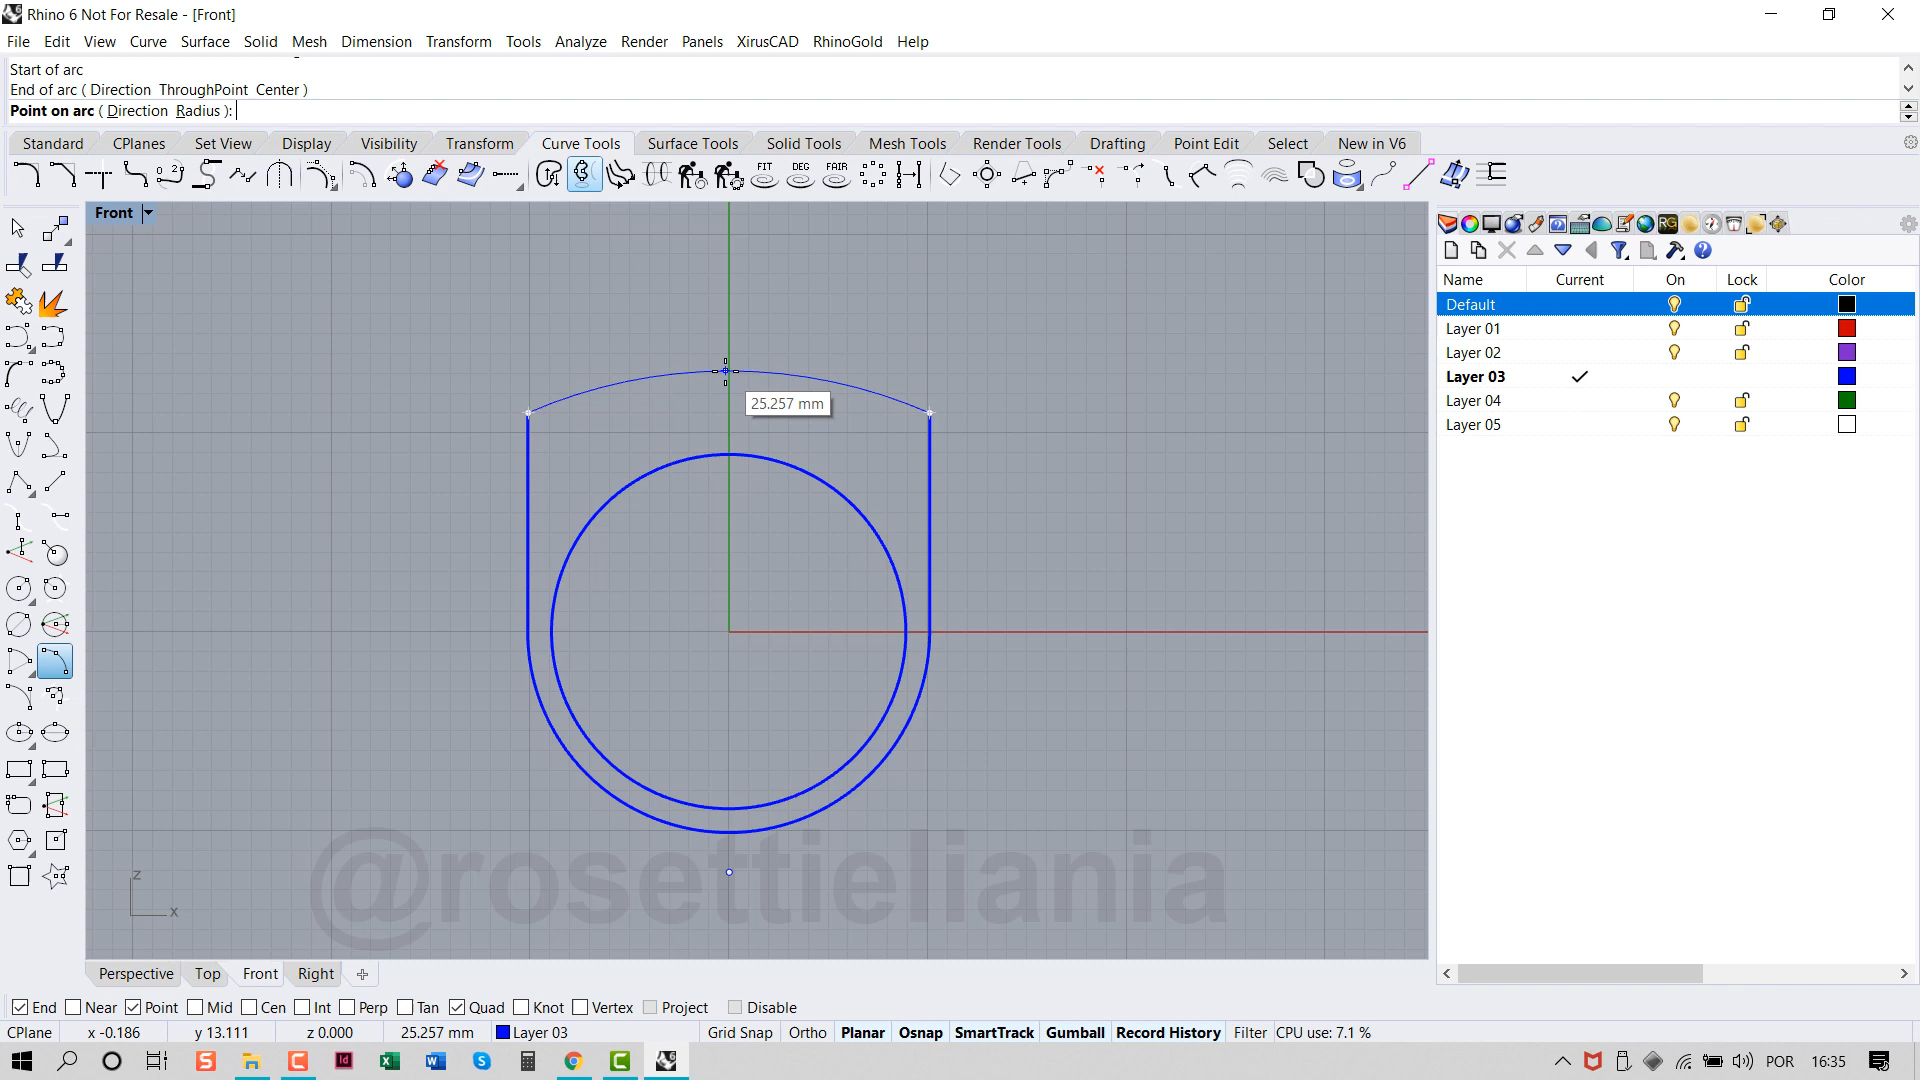 Rhino 6 Not For Resale - [Front]
File Edit View Curve Surface Solid Mesh Dimension Transform Tools Analyze Render Panels XirusCAD RhinoGold Help
Start of arc
End of arc ( Direction ThroughPoint Center )
Point on arc ( Direction Radius ):
Standard CPlanes Set View Display Visibility Transform Curve Tools Surface Tools Solid Tools Mesh Tools Render Tools Drafting Point Edit Select New in V6
FIT DEG FAIR
Front
RG
Name Current On Lock Color
Default
Layer 01
Layer 02
Layer 03
Layer 04
Layer 05
25.257 mm
@rosettieliania
z
x
Perspective Top Front Right
End Near Point Mid Cen Int Perp Tan Quad Knot Vertex Project Disable
CPlane x -0.186 y 13.111 z 0.000 25.257 mm Layer 03 Grid Snap Ortho Planar Osnap SmartTrack Gumball Record History Filter CPU use: 7.1 %
POR 16:35